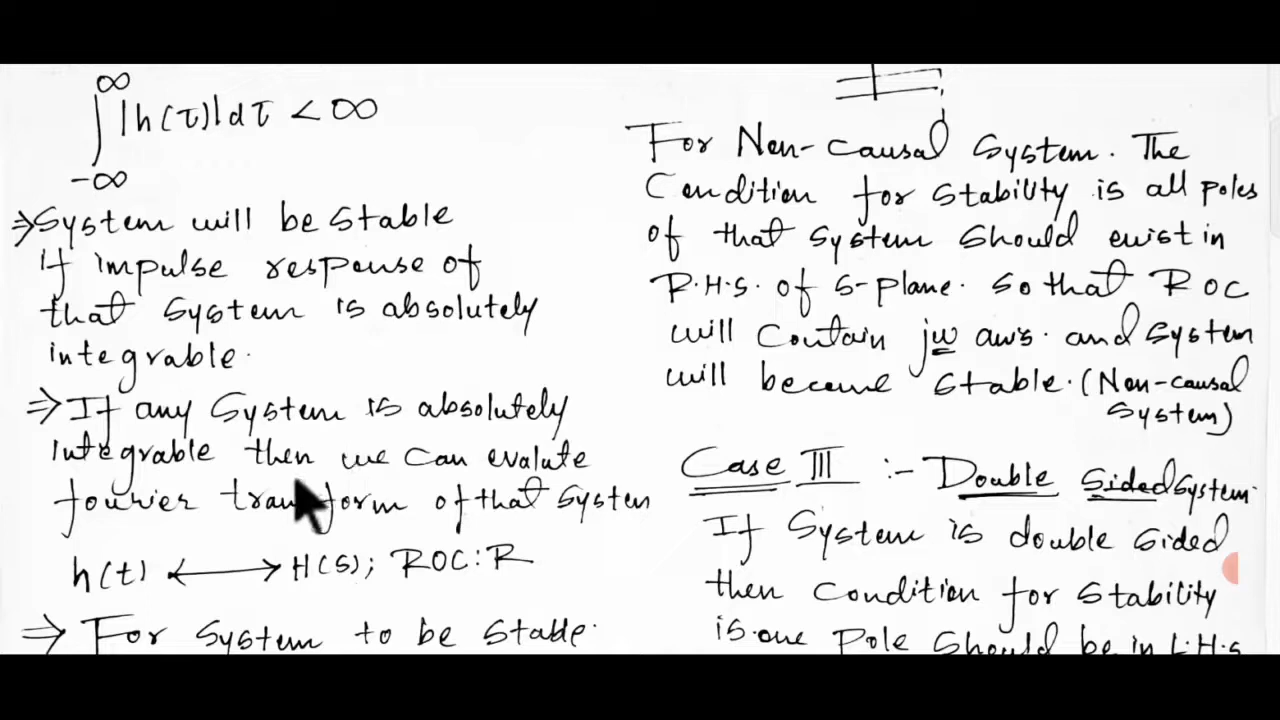 ∫_{-∞}^{∞} |h(τ)|dτ < ∞
⇒ System will be stable
if impulse response of
that System is absolutely
integrable.
⇒ If any System is absolutely
Integrable then we can evalute
fourier transform of that System
h(t) ⟷ H(s); ROC:R
⇒ For System to be stable.
For Non-causal System. The
Condition for stability is all poles
of that System Should exist in
R.H.S. of S-plane. So that ROC
will Contain jw axis. and System
will become Stable. (Non-causal
System)
Case III :- Double Sided System.
If System is double sided
then Condition for stability
is one Pole should be in L.H.S